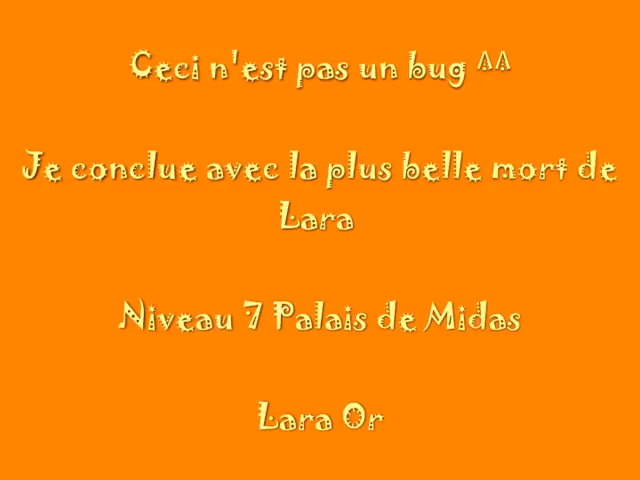 Ceci n'est pas un bug ^^
Je conclue avec la plus belle mort de
Lara
Niveau 7 Palais de Midas
Lara Or